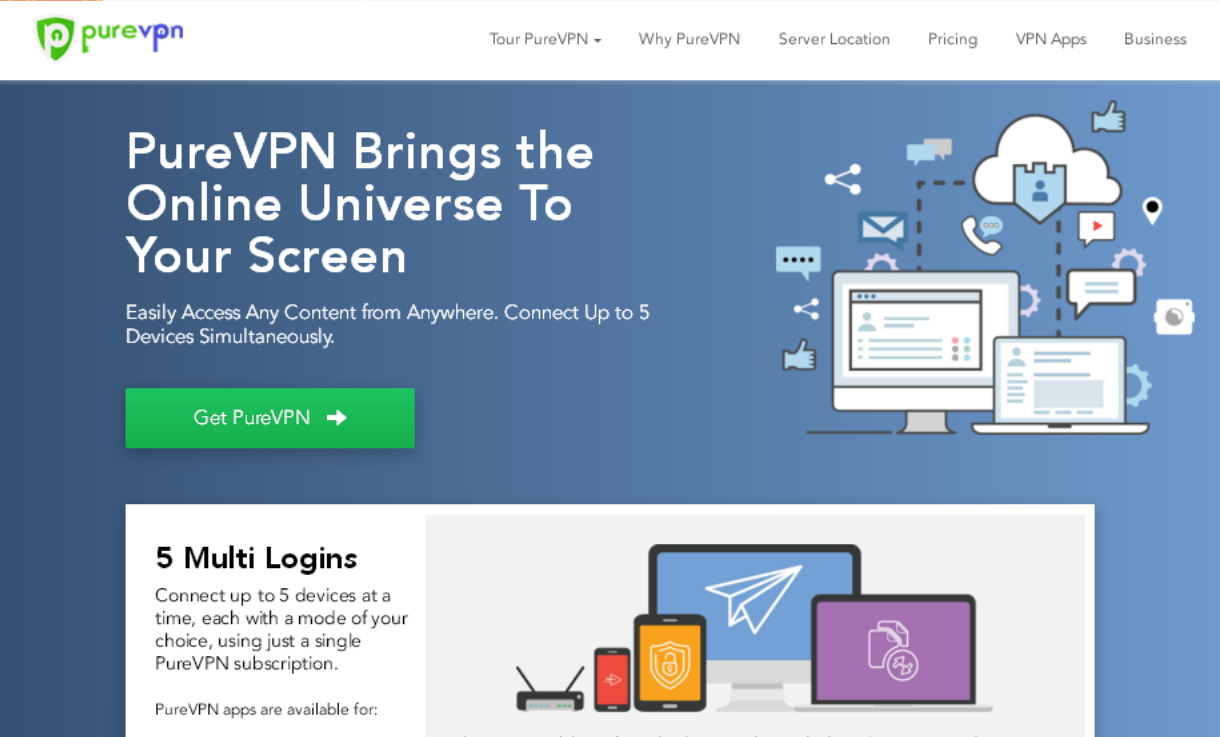 purevpn
Tour PureVPN
Why PureVPN
Server Location
Pricing
VPN Apps
Business
PureVPN Brings the
Online Universe To
Your Screen
Easily Access Any Content from Anywhere. Connect Up to 5
Devices Simultaneously.
Get PureVPN
5 Multi Logins
Connect up to 5 devices at a
time, each with a mode of your
choice, using just a single
PureVPN subscription.
PureVPN apps are available for: